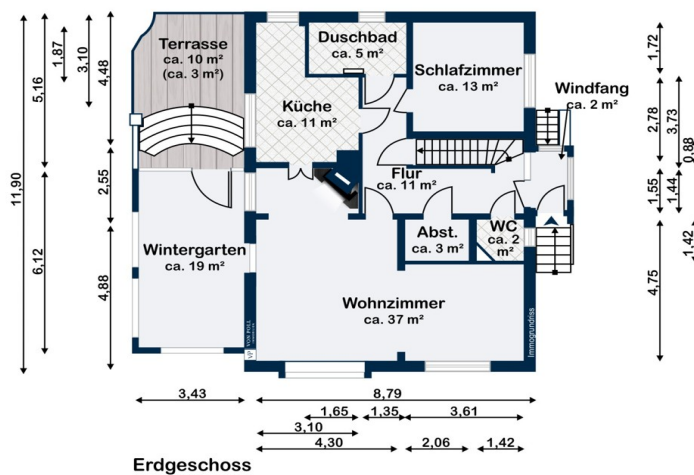 Terrasse
ca. 10 m²
(ca. 3 m²)
Duschbad
ca. 5 m²
Schlafzimmer
ca. 13 m²
Windfang
ca. 2 m²
Küche
ca. 11 m²
Flur
ca. 11 m²
Abst.
ca. 3 m²
WC
ca. 2
m²
Wintergarten
ca. 19 m²
Wohnzimmer
ca. 37 m²
VON POLL
VP
Immogrundriss
11,90
5,16
6,12
1,87
3,10
4,48
2,55
4,88
1,72
2,78
3,73
0,88
1,55
1,44
1,42
4,75
3,43
8,79
1,65
1,35
3,61
3,10
4,30
2,06
1,42
Erdgeschoss